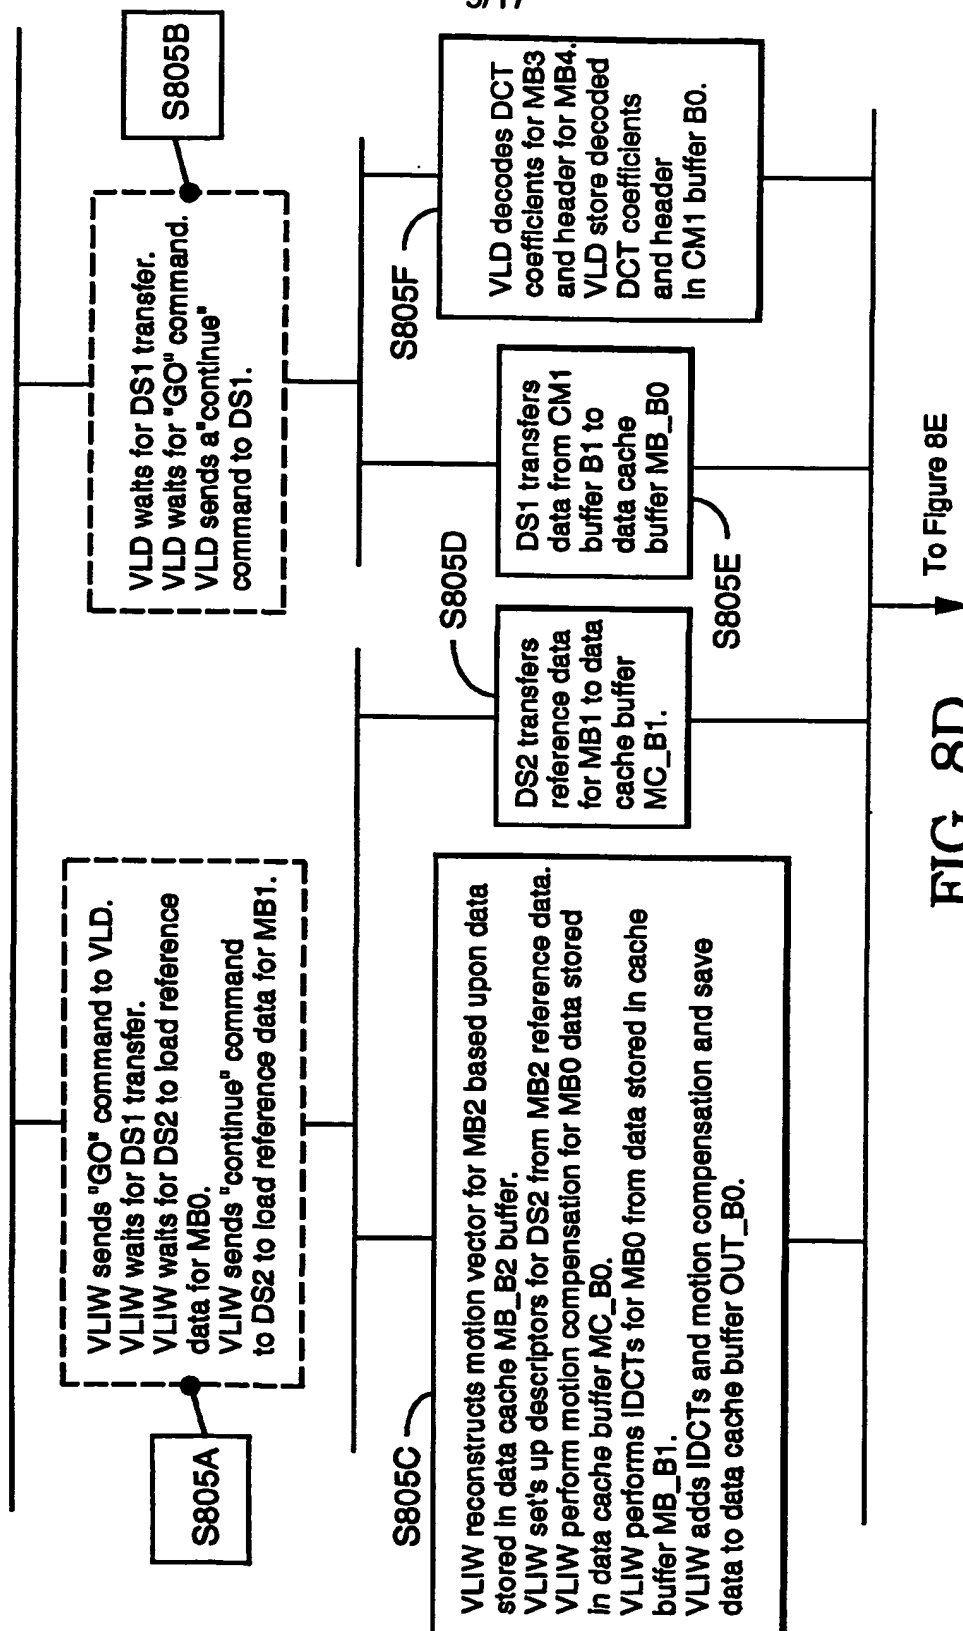 S805A
VLIW sends "GO" command to VLD.
VLIW waits for DS1 transfer.
VLIW waits for DS2 to load reference
data for MB0.
VLIW sends "continue" command
to DS2 to load reference data for MB1.
VLD waits for DS1 transfer.
VLD waits for "GO" command.
VLD sends a"continue"
command to DS1.
S805B
S805C
VLIW reconstructs motion vector for MB2 based upon data
stored in data cache MB_B2 buffer.
VLIW set's up descriptors for DS2 from MB2 reference data.
VLIW perform motion compensation for MB0 data stored
in data cache buffer MC_B0.
VLIW performs IDCTs for MB0 from data stored in cache
buffer MB_B1.
VLIW adds IDCTs and motion compensation and save
data to data cache buffer OUT_B0.
S805D
DS2 transfers
reference data
for MB1 to data
cache buffer
MC_B1.
DS1 transfers
data from CM1
buffer B1 to
data cache
buffer MB_B0
S805E
S805F
VLD decodes DCT
coefficients for MB3
and header for MB4.
VLD store decoded
DCT coefficients
and header
in CM1 buffer B0.
To Figure 8E
FIG. 8D